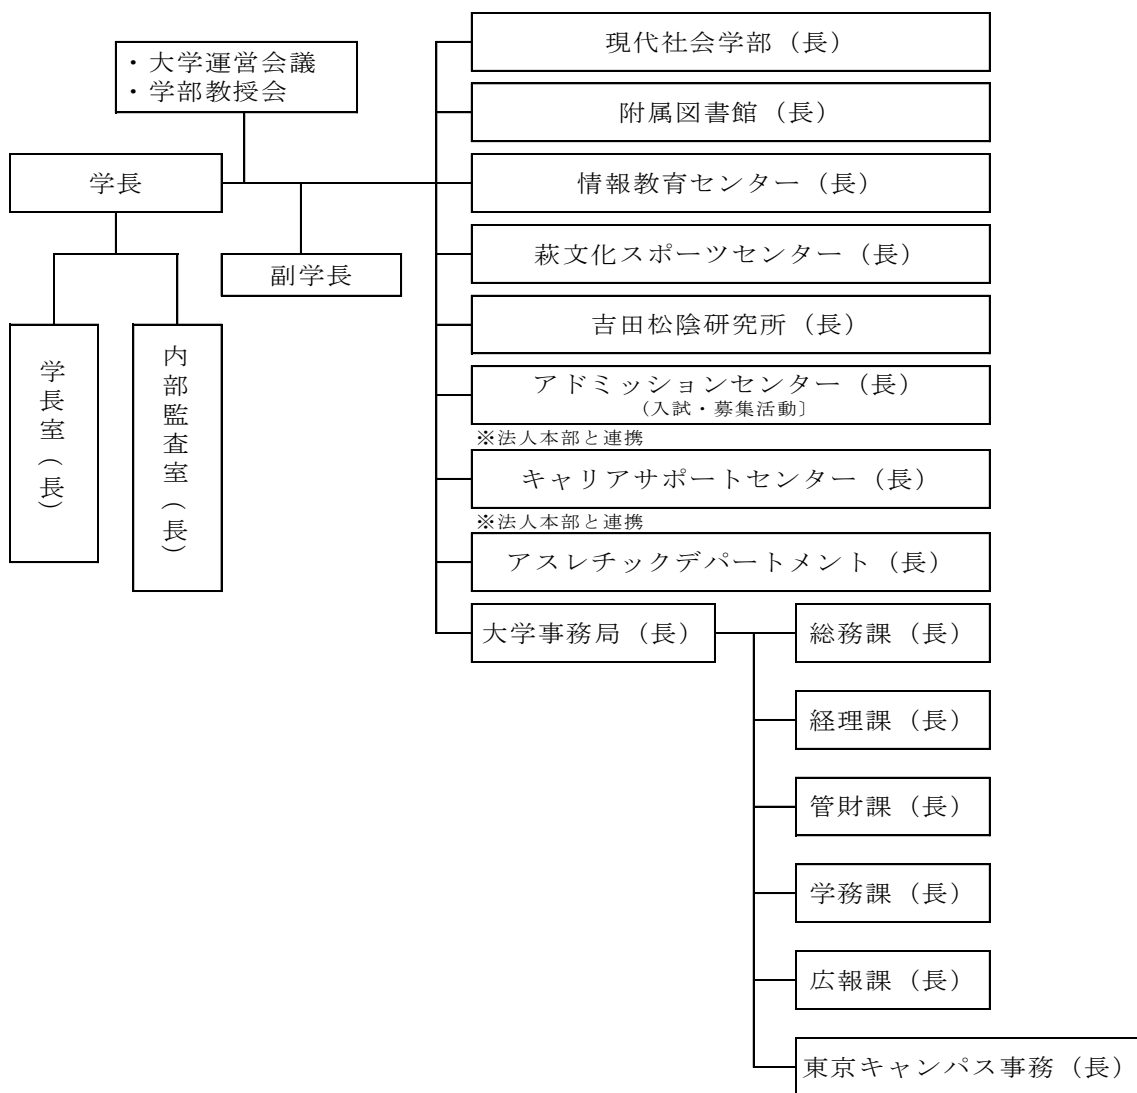 ・大学運営会議
・学部教授会
学長
副学長
学長室（長）
内部監査室（長）
現代社会学部（長）
附属図書館（長）
情報教育センター（長）
萩文化スポーツセンター（長）
吉田松陰研究所（長）
アドミッションセンター（長）
（入試・募集活動〕
※法人本部と連携
キャリアサポートセンター（長）
※法人本部と連携
アスレチックデパートメント（長）
大学事務局（長）
総務課（長）
経理課（長）
管財課（長）
学務課（長）
広報課（長）
東京キャンパス事務（長）